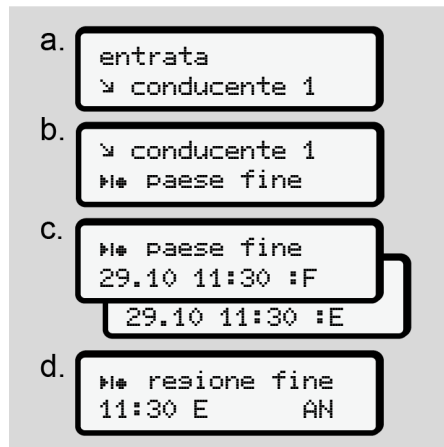 a.
entrata
↘ conducente 1
b.
↘ conducente 1
paese fine
c.
paese fine
29.10 11:30 :F
29.10 11:30 :E
d.
regione fine
11:30 E AN